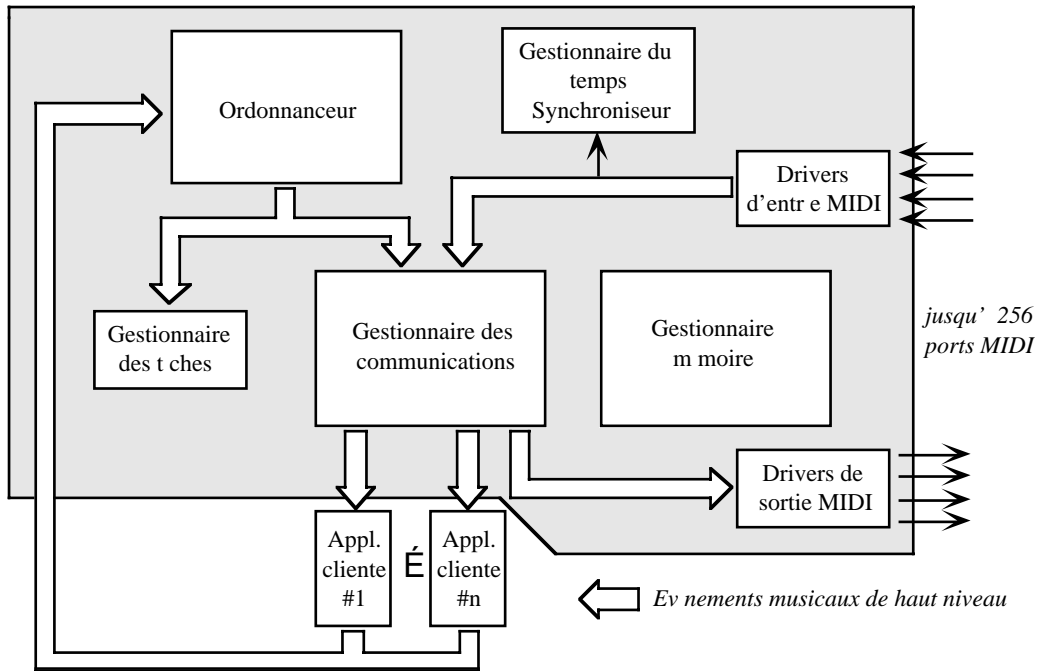 Ordonnanceur
Gestionnaire du
temps
Synchroniseur
Drivers
d'entr e MIDI
Gestionnaire
des t ches
Gestionnaire des
communications
Gestionnaire
m moire
jusqu' 256
ports MIDI
Drivers de
sortie MIDI
Appl.
cliente
#1
É
Appl.
cliente
#n
Ev nements musicaux de haut niveau